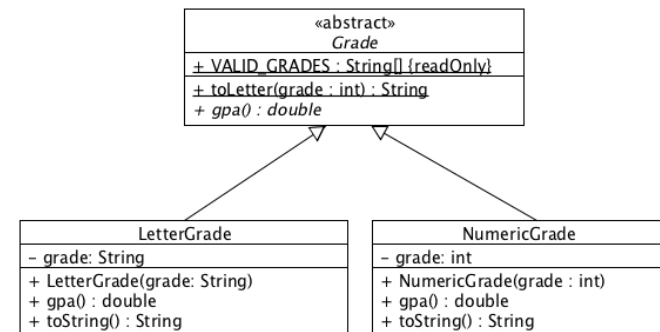 «abstract»
Grade
+ VALID_GRADES : String[] {readOnly}
+ toLetter(grade : int) : String
+ gpa() : double
LetterGrade
- grade: String
+ LetterGrade(grade: String)
+ gpa() : double
+ toString() : String
NumericGrade
- grade: int
+ NumericGrade(grade : int)
+ gpa() : double
+ toString() : String